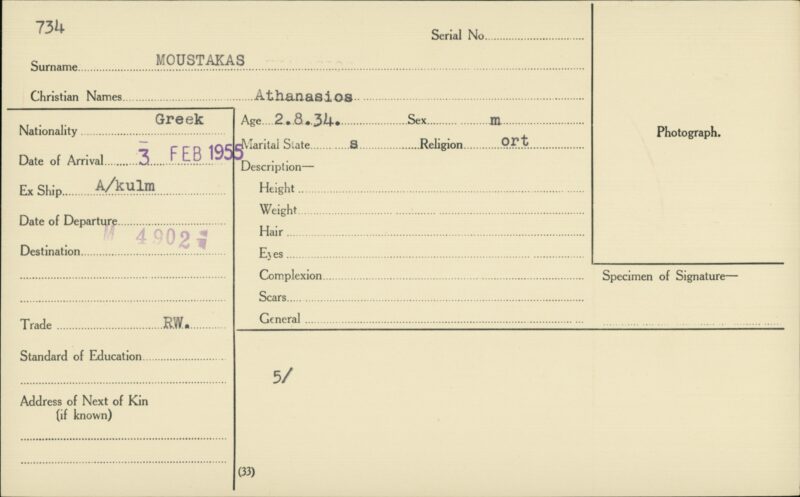 734
Serial No.
Surname MOUSTAKAS
Christian Names Athanasios
Nationality Greek
Date of Arrival 3 FEB 1955
Ex Ship A/kulm
Date of Departure
M 4902
Destination
Trade RW.
Standard of Education
Address of Next of Kin
(if known)
Age 2.8.34. Sex m
Marital State s Religion ort
Description—
Height
Weight
Hair
Eyes
Complexion
Scars
General
5/
(33)
Photograph.
Specimen of Signature—